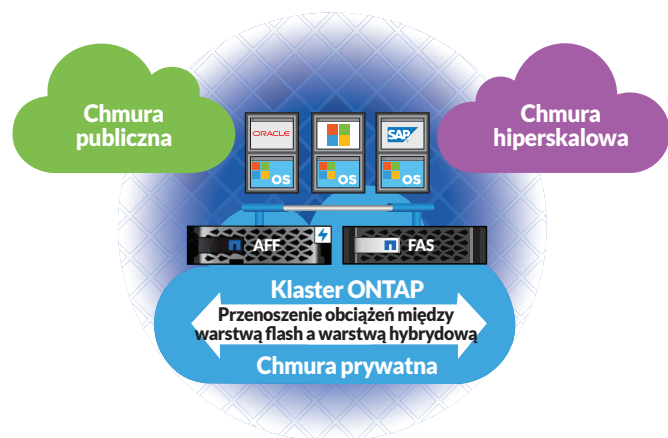 Chmura
publiczna
Chmura
hiperskalowa
ORACLE
SAP
OS
OS
OS
AFF
FAS
Klaster ONTAP
Przenoszenie obciążeń między
warstwą flash a warstwą hybrydową
Chmura prywatna